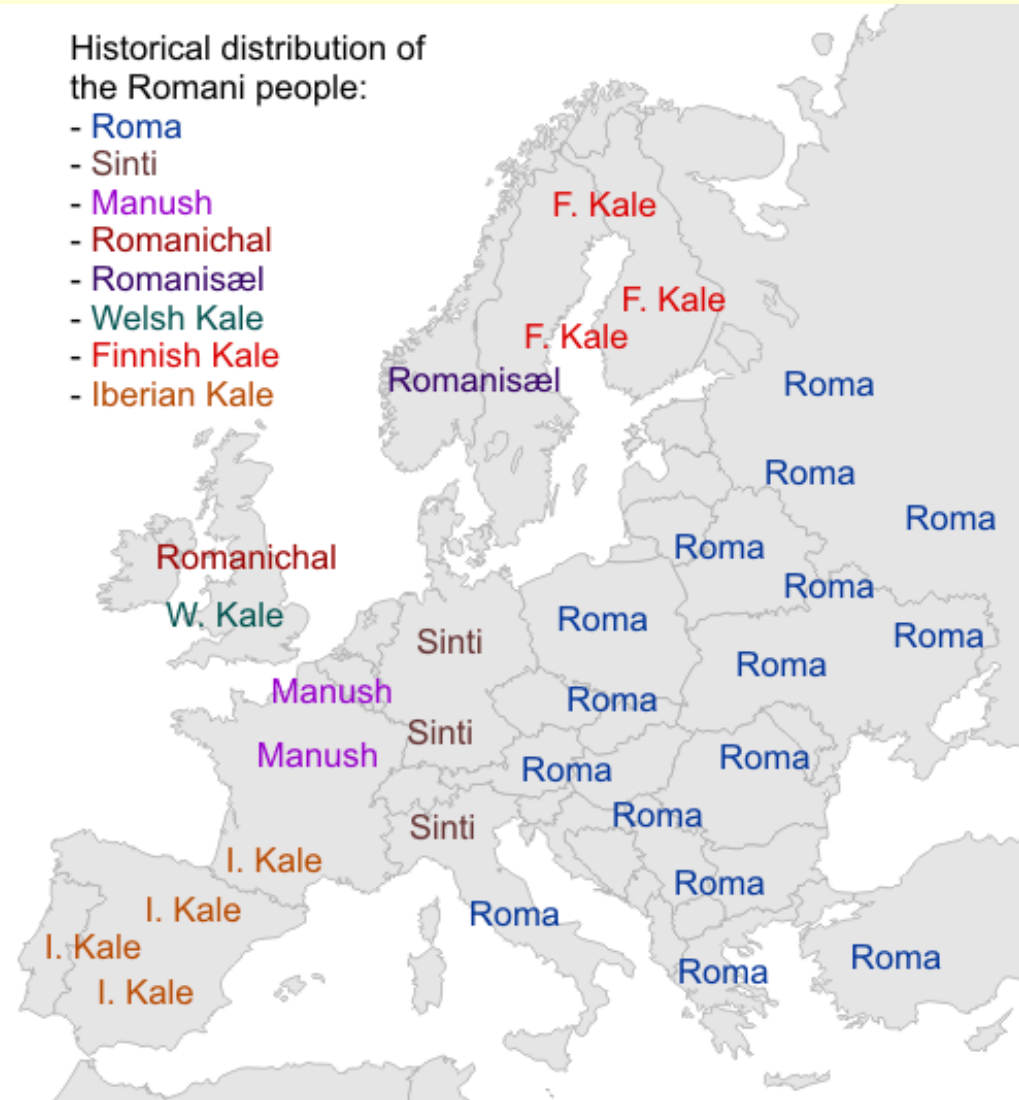 Historical distribution of
the Romani people:
- Roma
- Sinti
- Manush
- Romanichal
- Romanisæl
- Welsh Kale
- Finnish Kale
- Iberian Kale
F. Kale
F. Kale
F. Kale
Romanisæl
Roma
Roma
Roma
Roma
Romanichal
Roma
W. Kale
Roma
Roma
Sinti
Roma
Manush
Roma
Sinti
Manush
Roma
Roma
Roma
Sinti
I. Kale
Roma
I. Kale
Roma
I. Kale
Roma
Roma
I. Kale